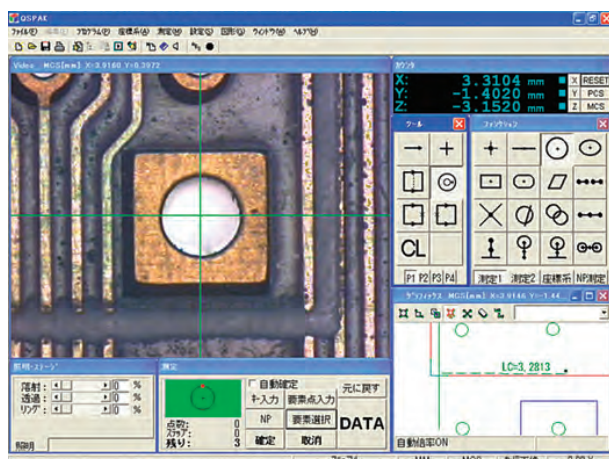 QSPAK
ファイル(F) 編集(E) プログラム(P) 座標系(A) 測定(M) 設定(S) 図形(G) ウィンドウ(W) ヘルプ(H)
Video MCS[mm] X=3.9160 Y=0.3972
カウンタ
X: 3.3104 mm X RESET
Y: -1.4020 mm Y PCS
Z: -3.1520 mm Z MCS
ツール
ファンクション
CL
P1 P2 P3 P4
測定1 測定2 座標系 NP測定
グラフィックス MCS[mm] X=3.9146 Y=-1.44
LC=3.2813
自動倍率ON
照明・ステージ
落射: 0 %
透過: 0 %
リング: 0 %
照明
測定
自動確定
キー入力 要素点入力 元に戻す
点数: 0
NP 要素選択 DATA
ステップ: 0
残り: 3
確定 取消